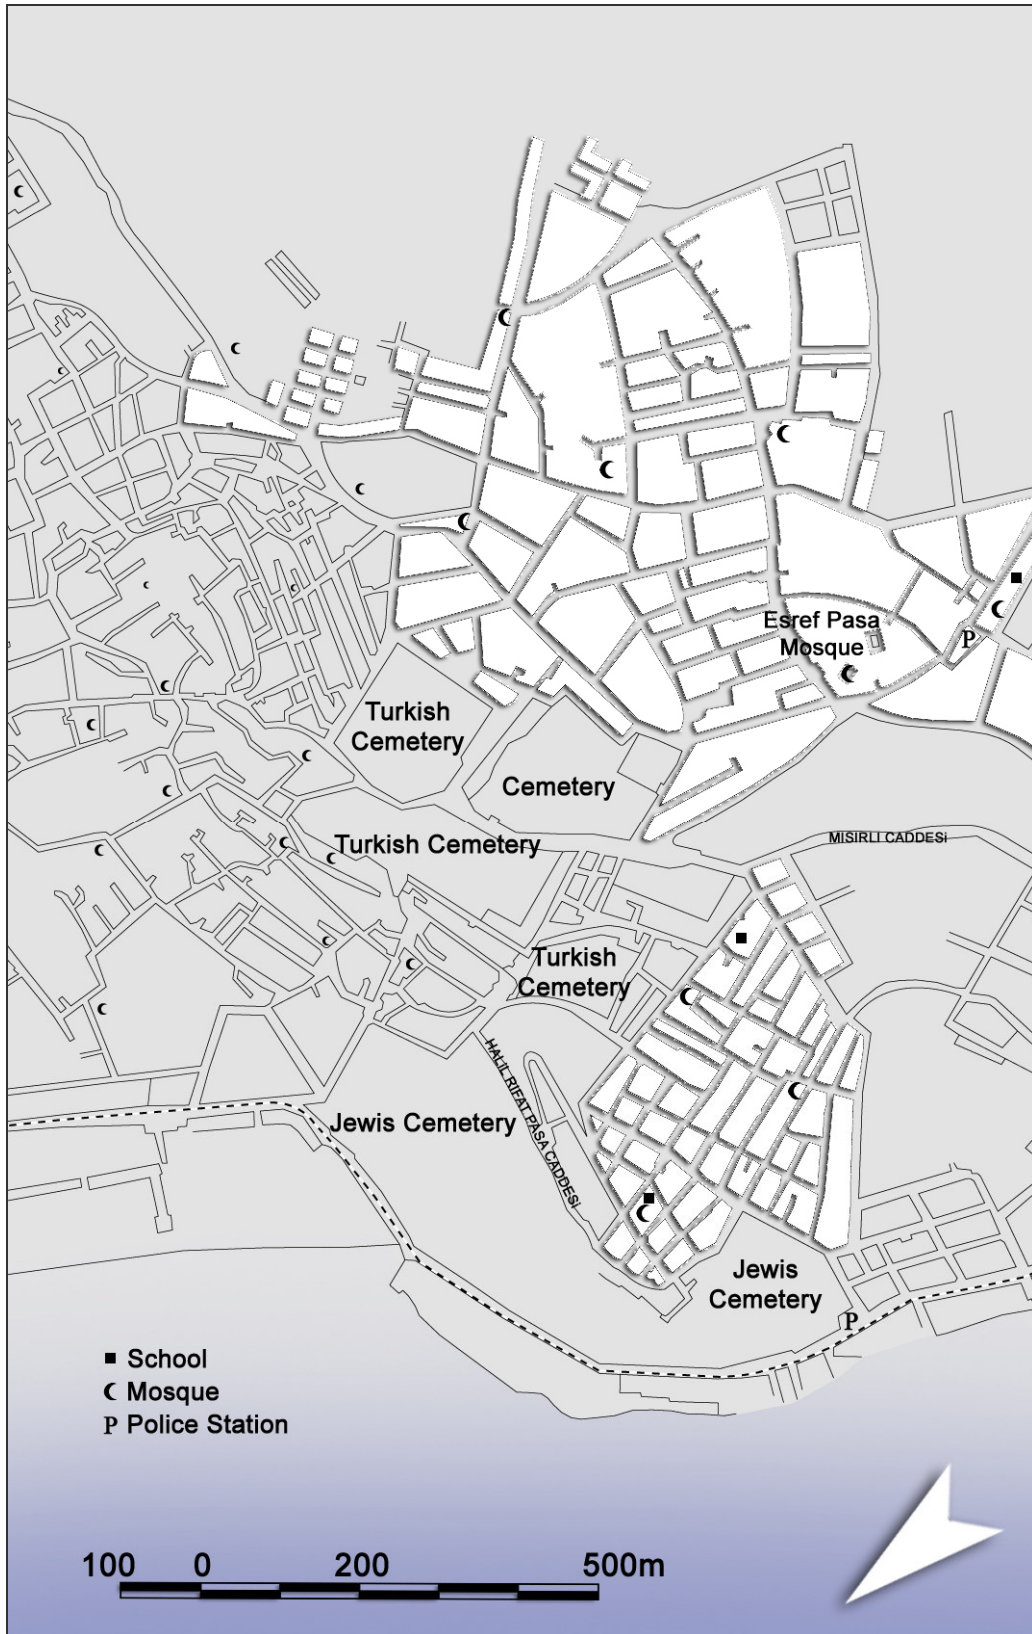 Esref Pasa
Mosque
P
Turkish
Cemetery
Cemetery
MISIRLI CADDESi
Turkish Cemetery
Turkish
Cemetery
HALIL RIFAT PASA CADDESi
Jewis Cemetery
Jewis
Cemetery
P
School
Mosque
P Police Station
100 0 200 500m